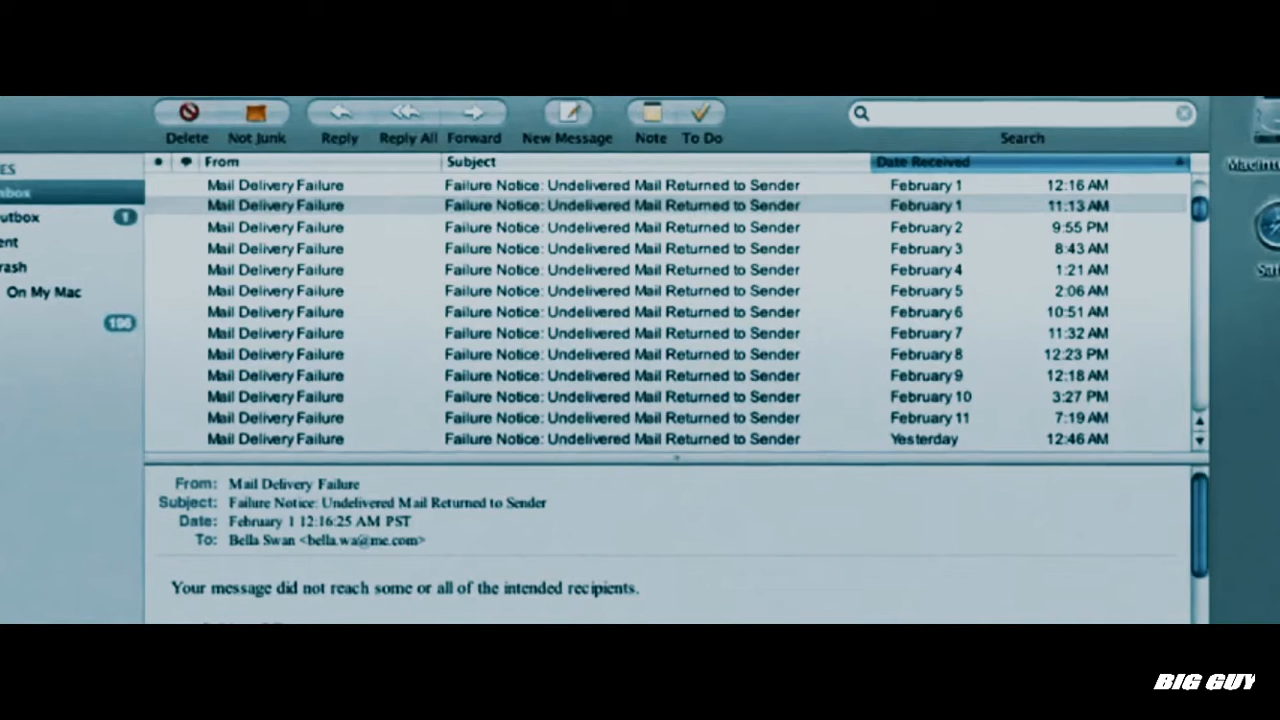 Delete Not Junk Reply Reply All Forward New Message Note To Do Search
ES
From Subject Date Received
Mail Delivery Failure Failure Notice: Undelivered Mail Returned to Sender February 1 12:16 AM
Mail Delivery Failure Failure Notice: Undelivered Mail Returned to Sender February 1 11:13 AM
Mail Delivery Failure Failure Notice: Undelivered Mail Returned to Sender February 2 9:55 PM
Mail Delivery Failure Failure Notice: Undelivered Mail Returned to Sender February 3 8:43 AM
Mail Delivery Failure Failure Notice: Undelivered Mail Returned to Sender February 4 1:21 AM
Mail Delivery Failure Failure Notice: Undelivered Mail Returned to Sender February 5 2:06 AM
Mail Delivery Failure Failure Notice: Undelivered Mail Returned to Sender February 6 10:51 AM
Mail Delivery Failure Failure Notice: Undelivered Mail Returned to Sender February 7 11:32 AM
Mail Delivery Failure Failure Notice: Undelivered Mail Returned to Sender February 8 12:23 PM
Mail Delivery Failure Failure Notice: Undelivered Mail Returned to Sender February 9 12:18 AM
Mail Delivery Failure Failure Notice: Undelivered Mail Returned to Sender February 10 3:27 PM
Mail Delivery Failure Failure Notice: Undelivered Mail Returned to Sender February 11 7:19 AM
Mail Delivery Failure Failure Notice: Undelivered Mail Returned to Sender Yesterday 12:46 AM
nbox
utbox 1
ent
rash
On My Mac
From: Mail Delivery Failure
Subject: Failure Notice: Undelivered Mail Returned to Sender
Date: February 1 12:16:25 AM PST
To: Bella Swan <bella.wa@me.com>
Your message did not reach some or all of the intended recipients.
Macint
Saf
BIG GUY